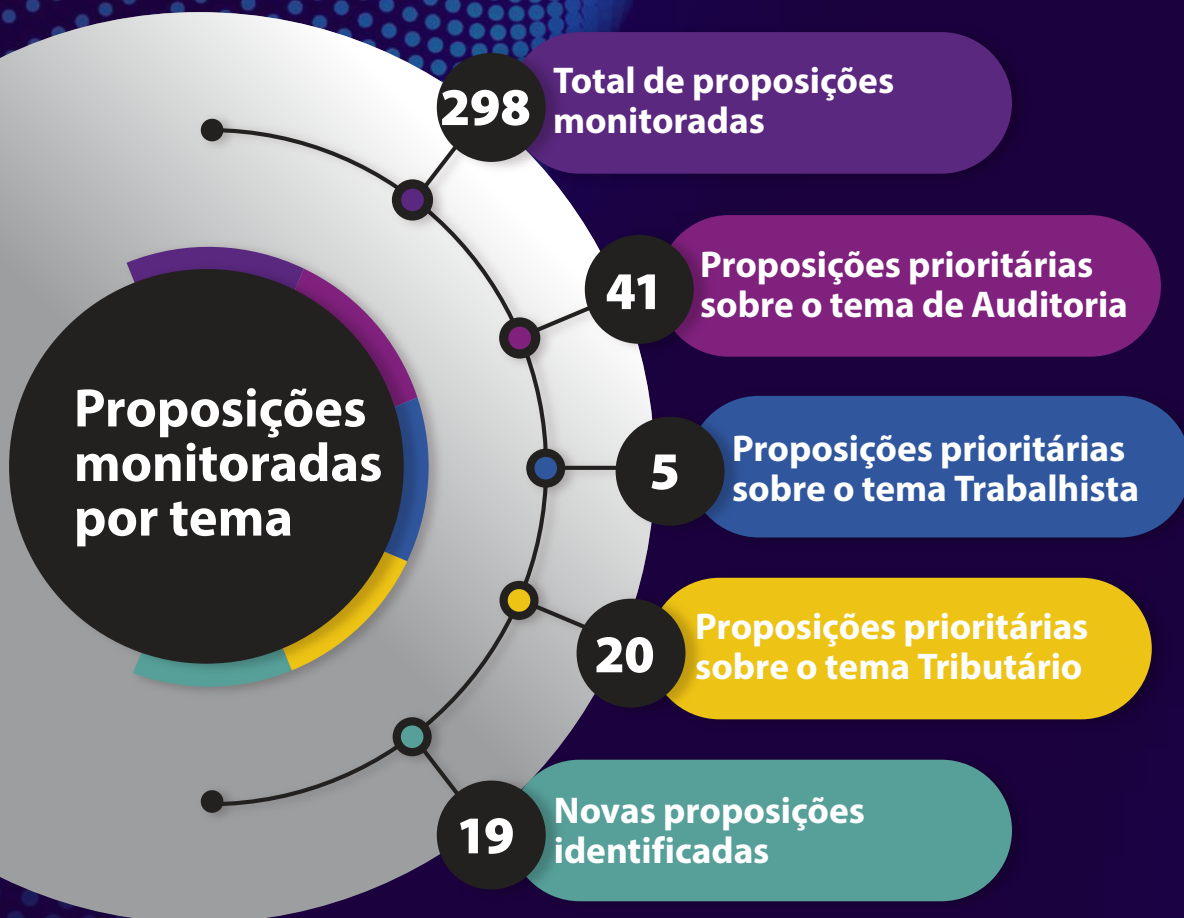 Proposições
monitoradas
por tema
298
Total de proposições
monitoradas
41
Proposições prioritárias
sobre o tema de Auditoria
5
Proposições prioritárias
sobre o tema Trabalhista
20
Proposições prioritárias
sobre o tema Tributário
19
Novas proposições
identificadas